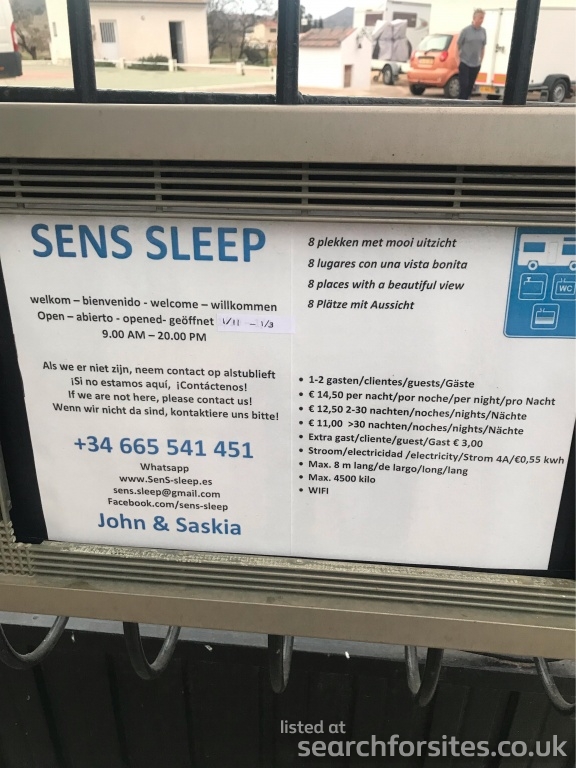 SENS SLEEP
welkom – bienvenido - welcome – willkommen
Open – abierto - opened- geöffnet 1/11 – 1/3
9.00 AM – 20.00 PM
Als we er niet zijn, neem contact op alstublieft
¡Si no estamos aquí, ¡Contáctenos!
If we are not here, please contact us!
Wenn wir nicht da sind, kontaktiere uns bitte!
+34 665 541 451
Whatsapp
www.SenS-sleep.es
sens.sleep@gmail.com
Facebook.com/sens-sleep
John & Saskia
8 plekken met mooi uitzicht
8 lugares con una vista bonita
8 places with a beautiful view
8 Plätze mit Aussicht
WC
• 1-2 gasten/clientes/guests/Gäste
• € 14,50 per nacht/por noche/per night/pro Nacht
• € 12,50 2-30 nachten/noches/nights/Nächte
• € 11,00 >30 nachten/noches/nights/Nächte
• Extra gast/cliente/guest/Gast € 3,00
• Stroom/electricidad /electricity/Strom 4A/€0,55 kwh
• Max. 8 m lang/de largo/long/lang
• Max. 4500 kilo
• WIFI
listed at
searchforsites.co.uk